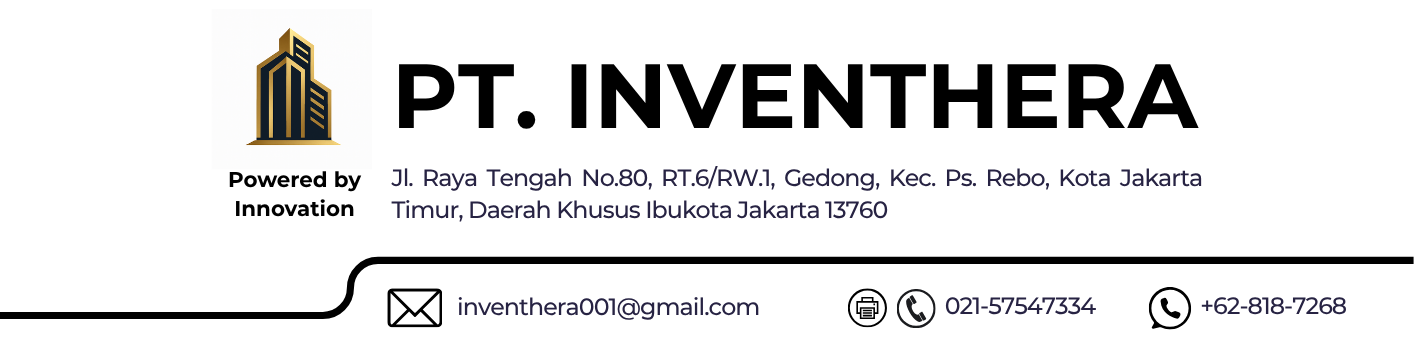 PT. INVENTHERA
Powered by
Innovation
Jl. Raya Tengah No.80, RT.6/RW.1, Gedong, Kec. Ps. Rebo, Kota Jakarta
Timur, Daerah Khusus Ibukota Jakarta 13760
inventhera001@gmail.com
021-57547334
+62-818-7268